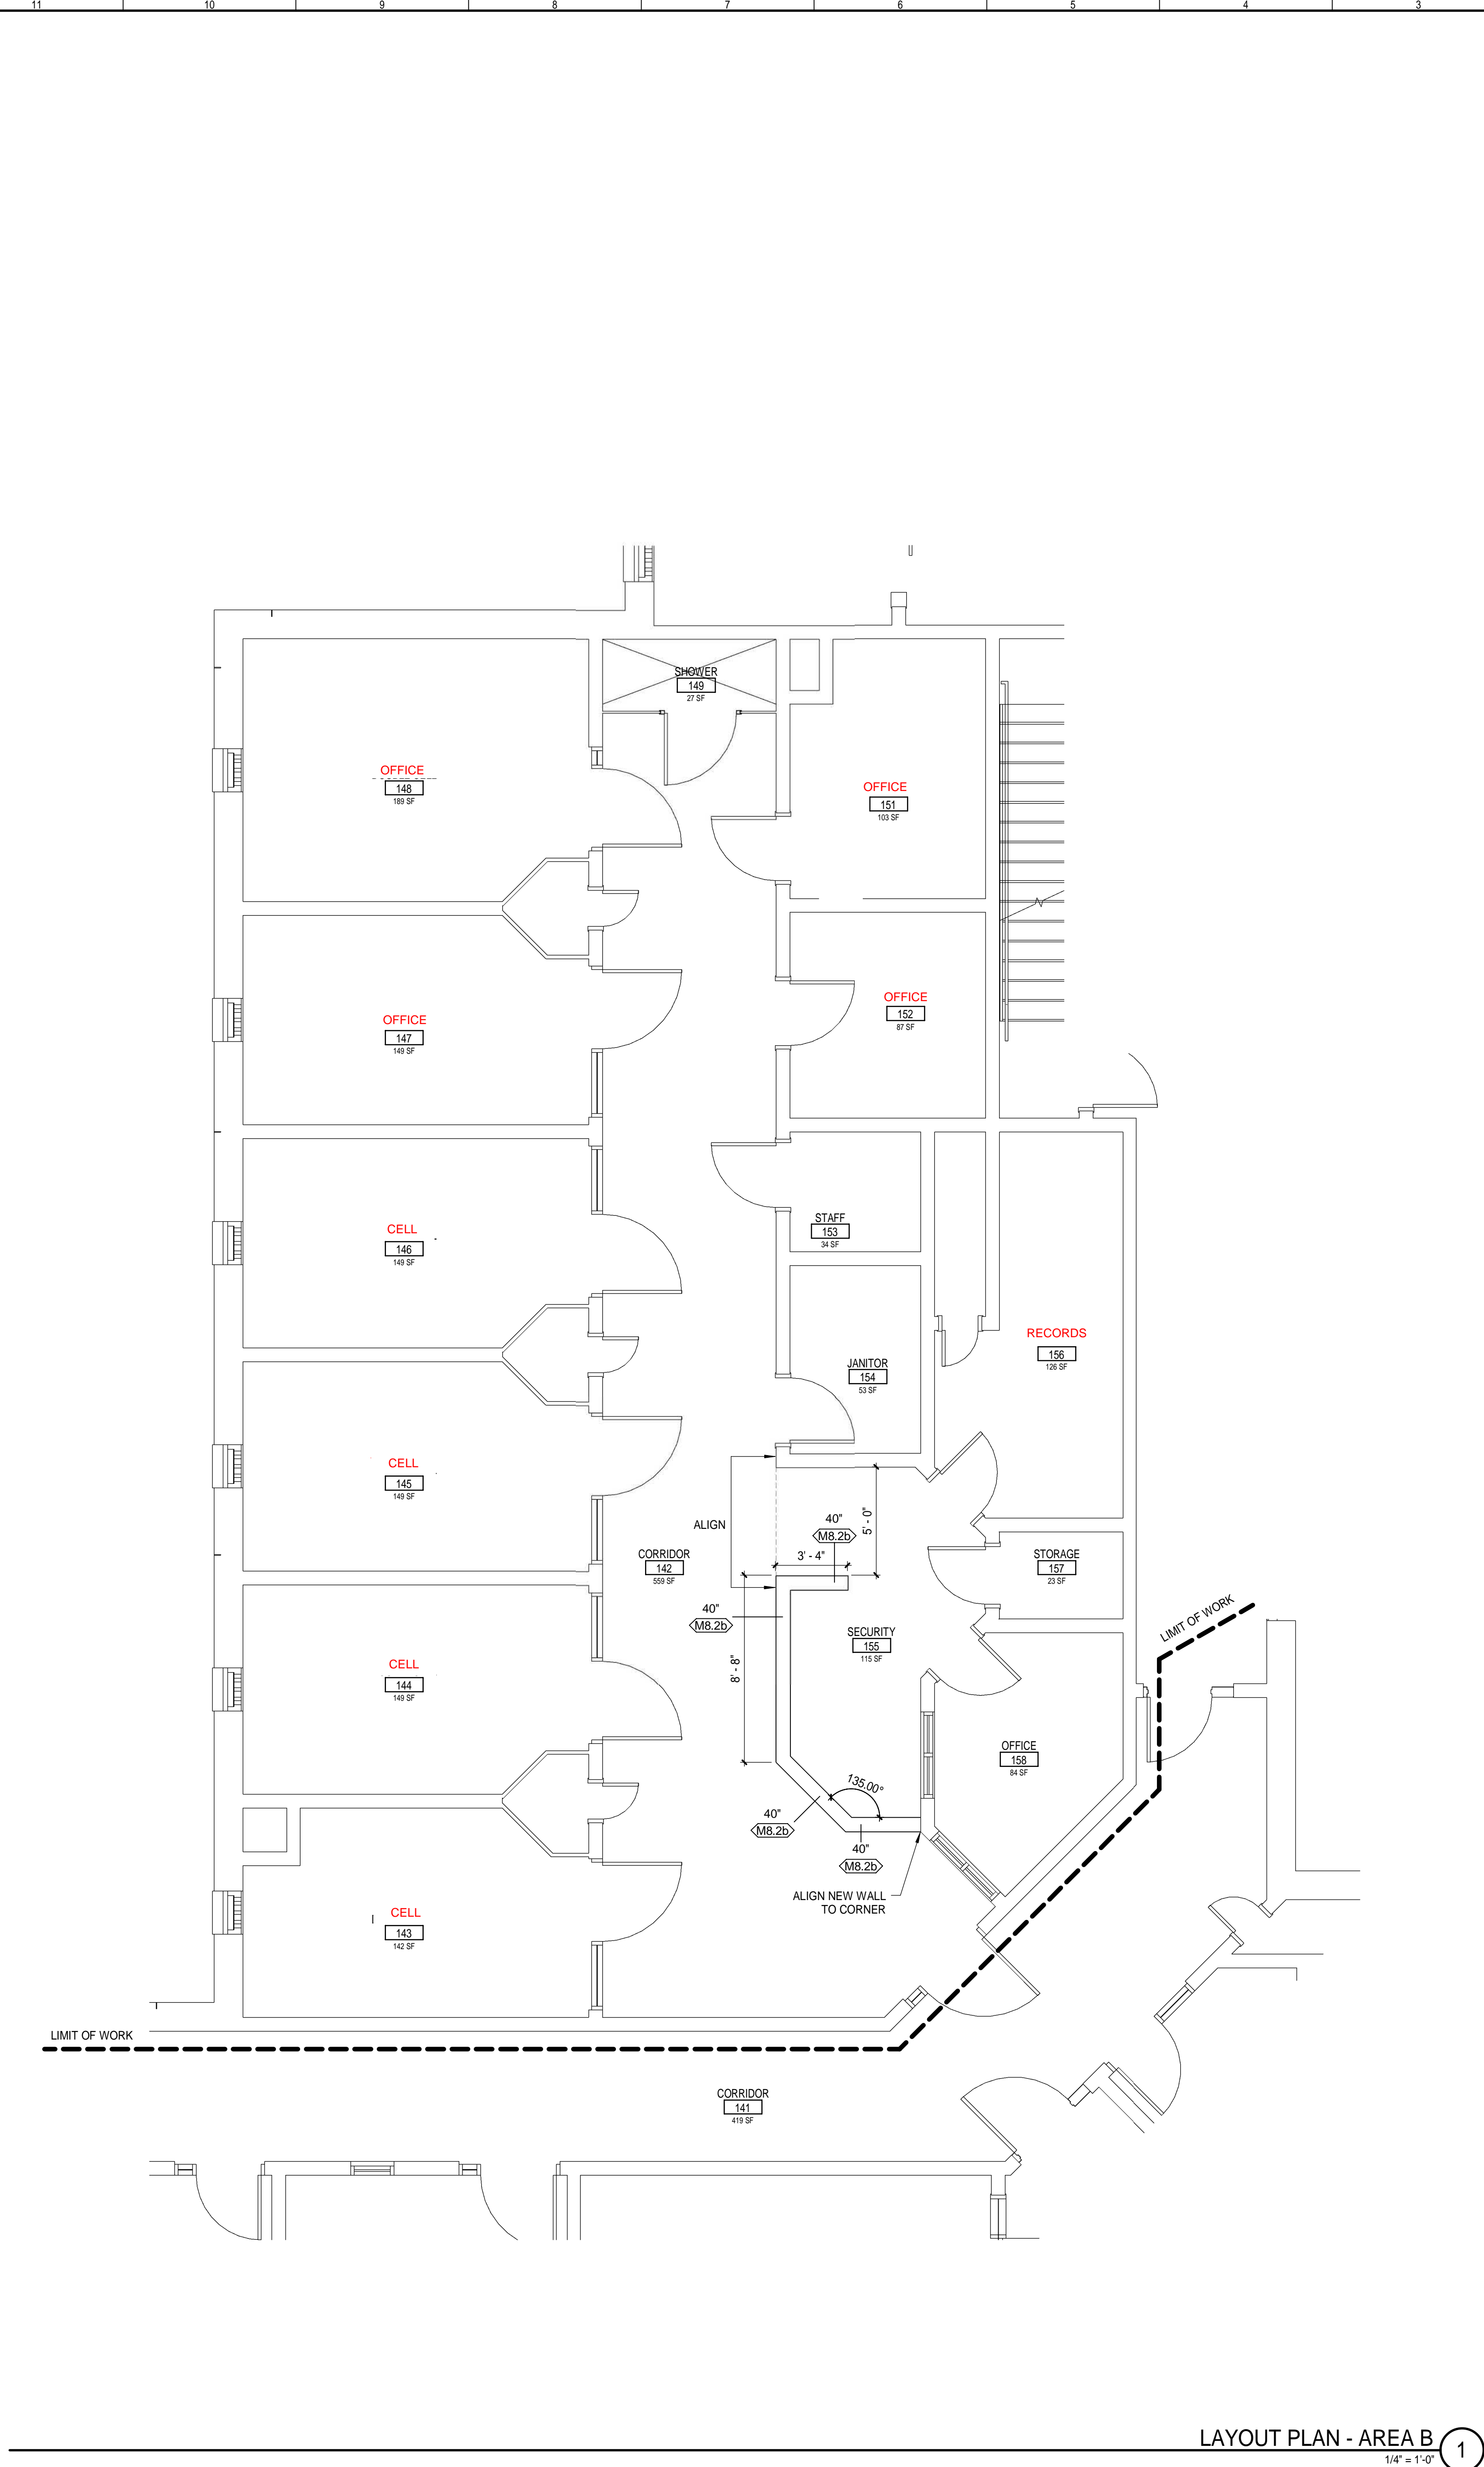 11 10 9 8 7 6 5 4 3
SHOWER
149
27 SF
OFFICE
148
189 SF
OFFICE
151
103 SF
OFFICE
152
87 SF
OFFICE
147
149 SF
STAFF
153
34 SF
CELL
146
149 SF
RECORDS
156
126 SF
JANITOR
154
53 SF
CELL
145
149 SF
ALIGN
40"
M8.2b
5' - 0"
3' - 4"
CORRIDOR
142
559 SF
STORAGE
157
23 SF
40"
M8.2b
LIMIT OF WORK
SECURITY
155
115 SF
8' - 8"
CELL
144
149 SF
OFFICE
158
84 SF
135.00°
40"
M8.2b
40"
M8.2b
ALIGN NEW WALL
TO CORNER
CELL
143
142 SF
LIMIT OF WORK
CORRIDOR
141
419 SF
LAYOUT PLAN - AREA B
1
1/4" = 1'-0"